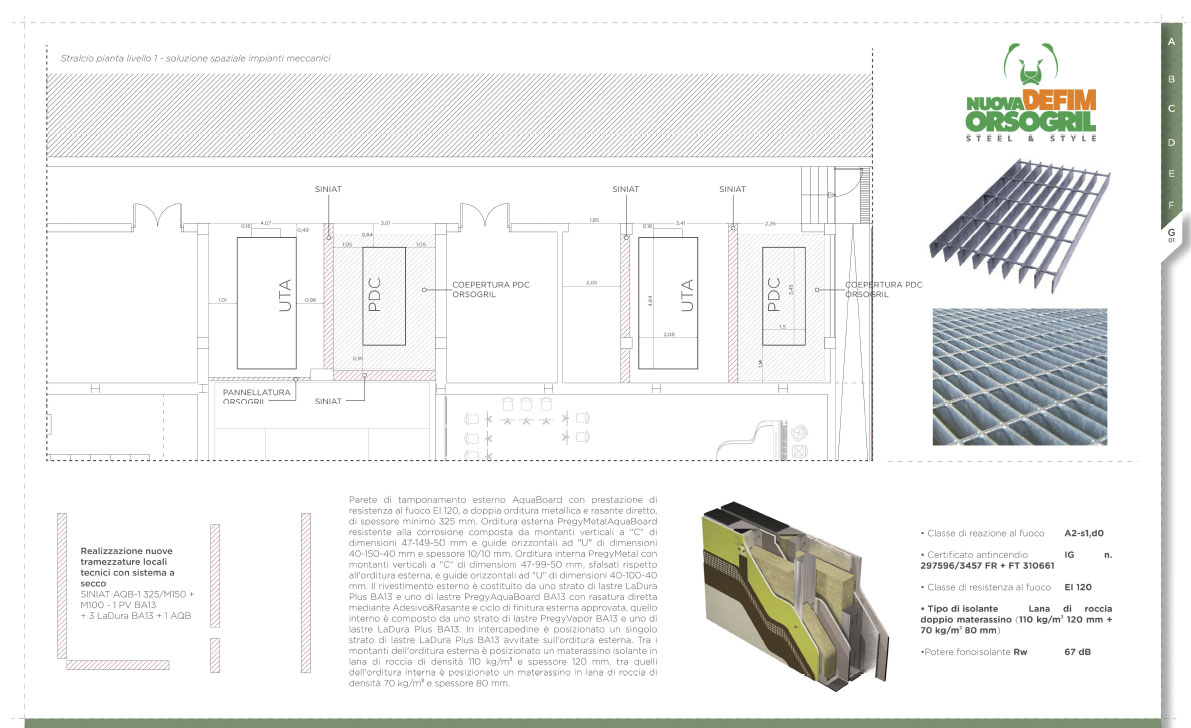 Stralcio pianta livello 1 - soluzione spaziale impianti meccanici
NUOVA DEFIM
ORSOGRIL
STEEL & STYLE
A
B
C
D
E
F
G
01
SINIAT
SINIAT
SINIAT
4,07
0,16
0,49
3,61
0,84
1,05
1,05
1,85
3,41
0,18
2,26
UTA
PDC
COEPERTURA PDC
ORSOGRIL
UTA
PDC
COEPERTURA PDC
ORSOGRIL
1,01
0,96
2,05
4,64
3,45
2,08
1,5
0,91
1,14
PANNELLATURA
ORSOGRIL
SINIAT
Realizzazione nuove
tramezzature locali
tecnici con sistema a
secco
SINIAT AQB-1 325/M150 +
M100 - 1 PV BA13
+ 3 LaDura BA13 + 1 AQB
Parete di tamponamento esterno AquaBoard con prestazione di
resistenza al fuoco EI 120, a doppia orditura metallica e rasante diretto,
di spessore minimo 325 mm. Orditura esterna PregyMetalAquaBoard
resistente alla corrosione composta da montanti verticali a "C" di
dimensioni 47-149-50 mm e guide orizzontali ad "U" di dimensioni
40-150-40 mm e spessore 10/10 mm. Orditura interna PregyMetal con
montanti verticali a "C" di dimensioni 47-99-50 mm, sfalsati rispetto
all'orditura esterna, e guide orizzontali ad "U" di dimensioni 40-100-40
mm. Il rivestimento esterno è costituito da uno strato di lastre LaDura
Plus BA13 e uno di lastre PregyAquaBoard BA13 con rasatura diretta
mediante Adesivo&Rasante e ciclo di finitura esterna approvata, quello
interno è composto da uno strato di lastre PregyVapor BA13 e uno di
lastre LaDura Plus BA13. In intercapedine è posizionato un singolo
strato di lastre LaDura Plus BA13 avvitate sull'orditura esterna. Tra i
montanti dell'orditura esterna è posizionato un materassino isolante in
lana di roccia di densità 110 kg/m³ e spessore 120 mm, tra quelli
dell'orditura interna è posizionato un materassino in lana di roccia di
densità 70 kg/m³ e spessore 80 mm.
• Classe di reazione al fuoco A2-s1,d0
• Certificato antincendio IG n.
297596/3457 FR + FT 310661
• Classe di resistenza al fuoco EI 120
• Tipo di isolante Lana di roccia
doppio materassino (110 kg/m³ 120 mm +
70 kg/m³ 80 mm)
•Potere fonoisolante Rw 67 dB